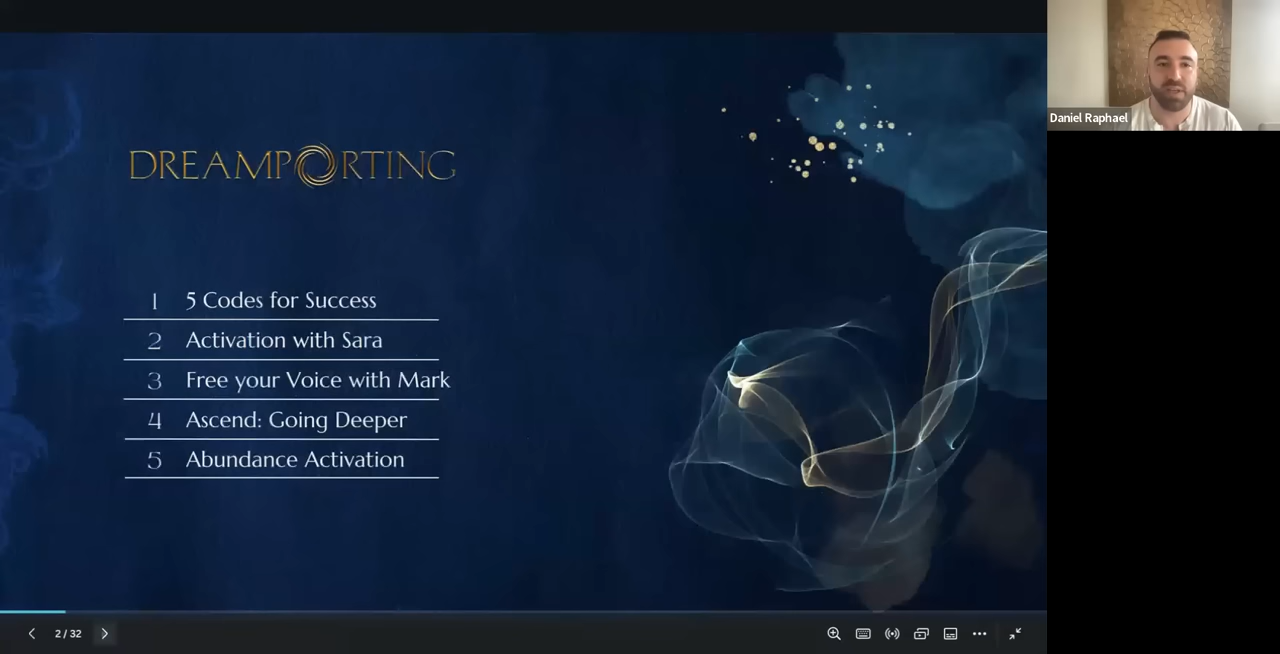 DREAMPORTING
1 5 Codes for Success
2 Activation with Sara
3 Free your Voice with Mark
4 Ascend: Going Deeper
5 Abundance Activation
2 / 32
Daniel Raphael